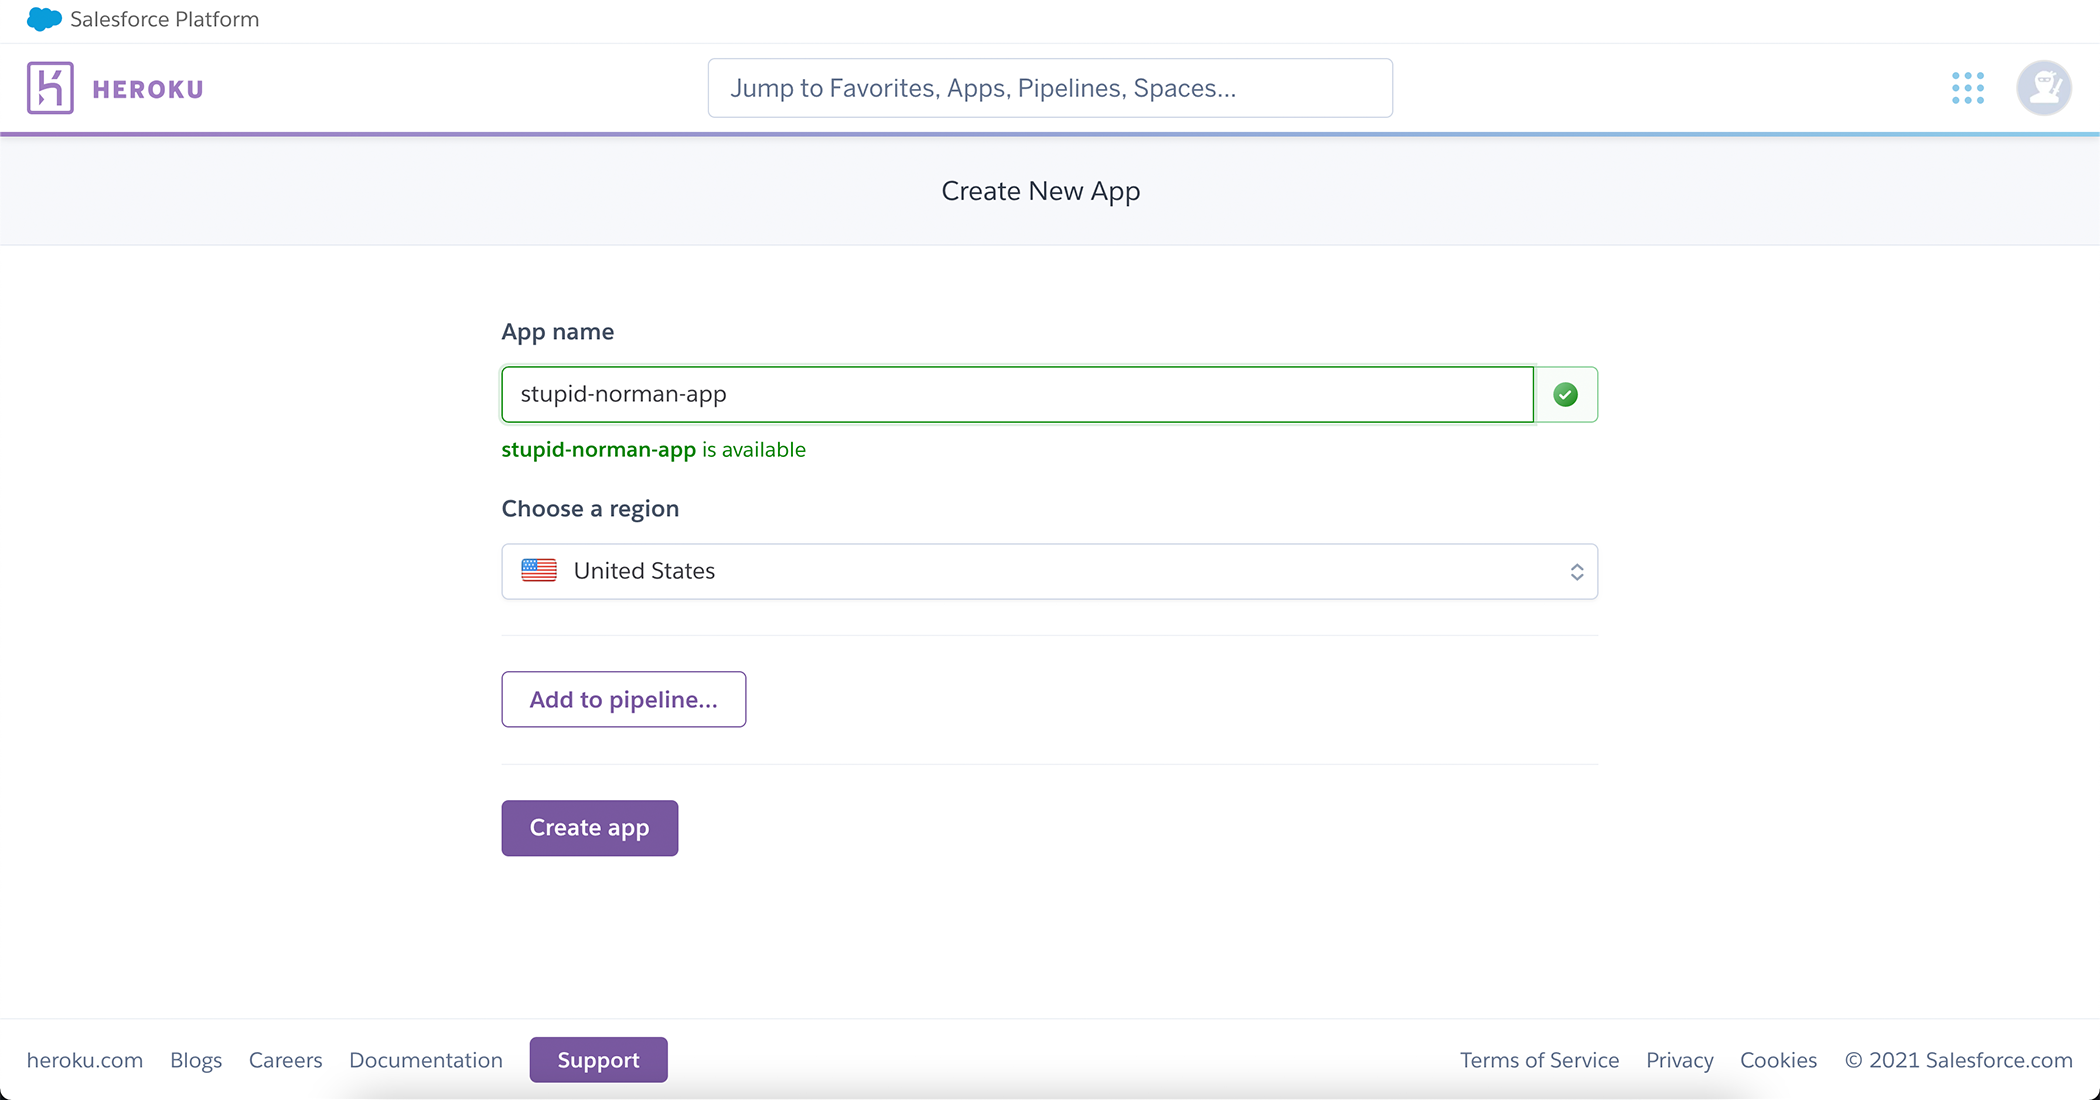 Salesforce Platform
HEROKU
Jump to Favorites, Apps, Pipelines, Spaces...
Create New App
App name
stupid-norman-app
stupid-norman-app is available
Choose a region
United States
Add to pipeline...
Create app
heroku.com Blogs Careers Documentation Support Terms of Service Privacy Cookies © 2021 Salesforce.com